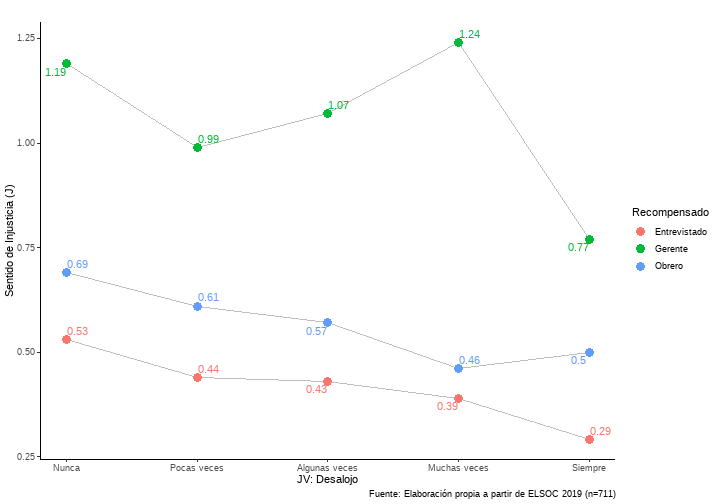 1.25
1.00
0.75
0.50
0.25
Sentido de Injusticia (J)
1.19
0.99
1.07
1.24
0.77
0.69
0.61
0.57
0.46
0.5
0.53
0.44
0.43
0.39
0.29
Nunca
Pocas veces
Algunas veces
Muchas veces
Siempre
JV: Desalojo
Recompensado
Entrevistado
Gerente
Obrero
Fuente: Elaboración propia a partir de ELSOC 2019 (n=711)